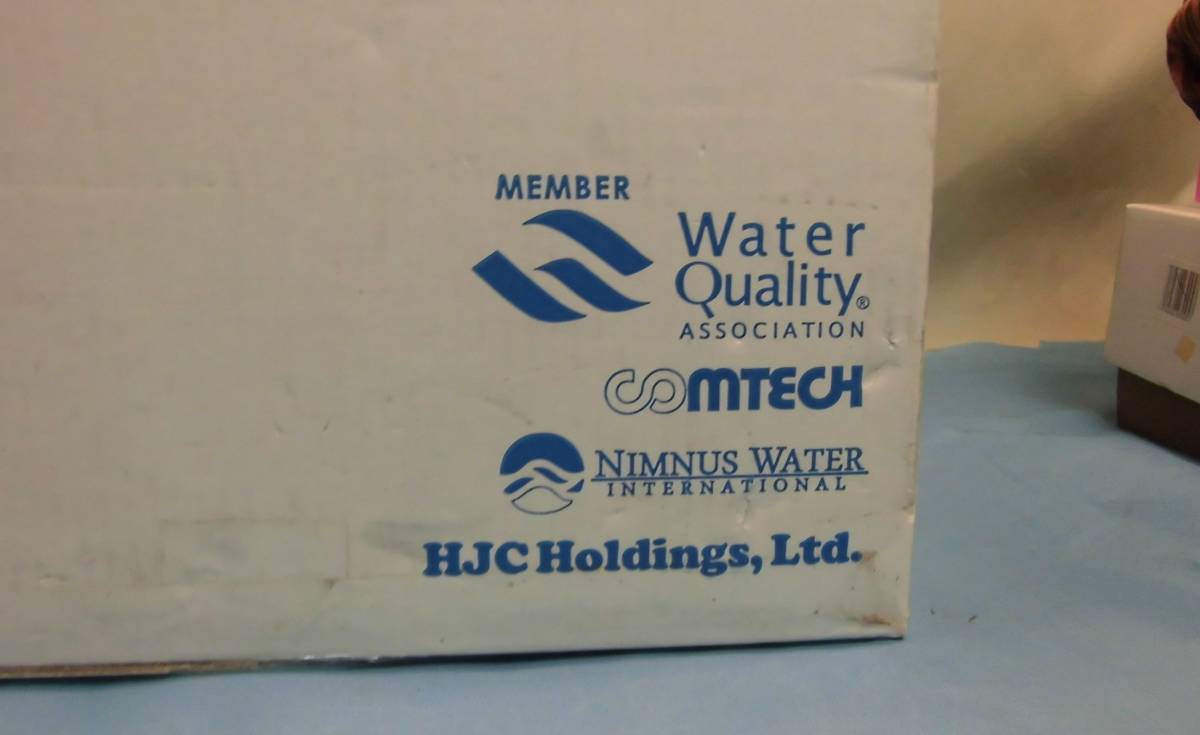 MEMBER
Water
Quality®
ASSOCIATION
COMTECH
NIMNUS WATER
INTERNATIONAL
HJC Holdings, Ltd.